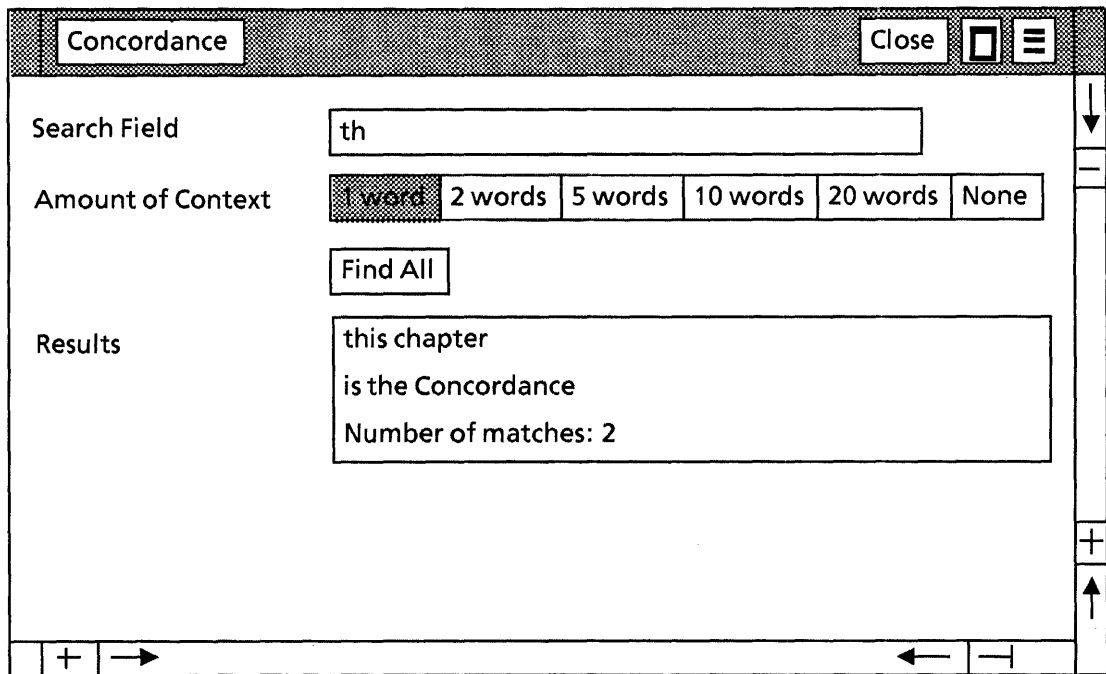 Concordance Close
Search Field th
Amount of Context 1 word 2 words 5 words 10 words 20 words None
Find All
Results this chapter
is the Concordance
Number of matches: 2